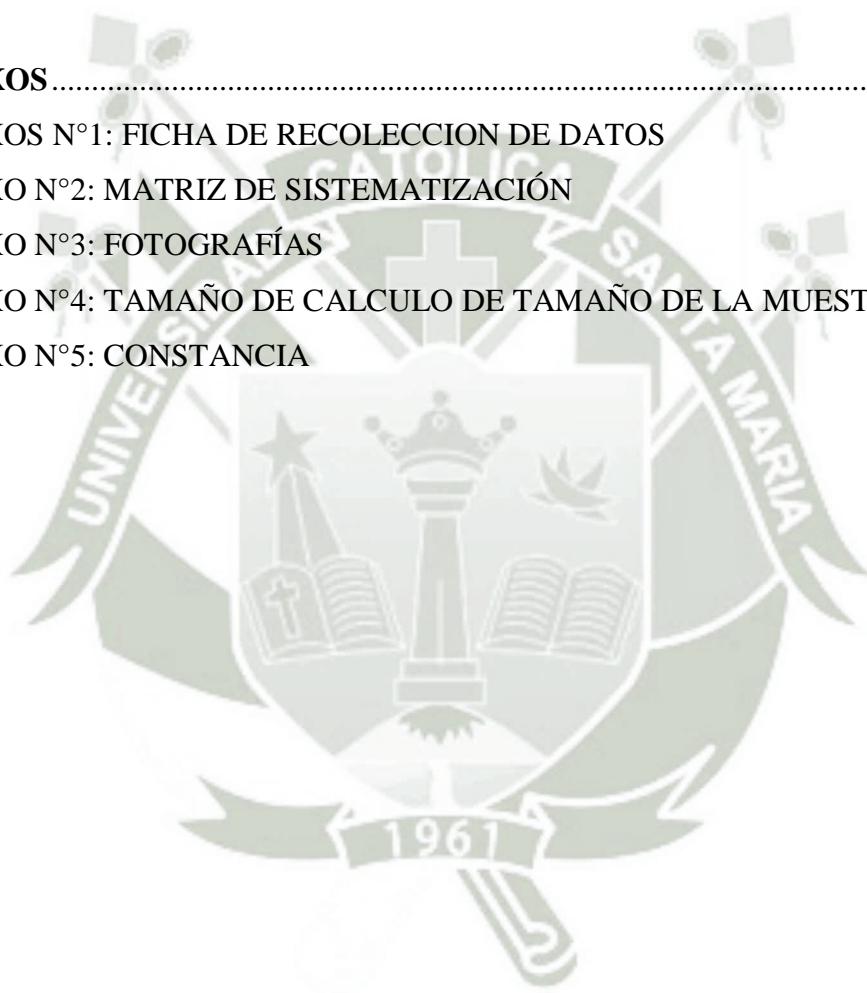 XOS........................................................................................................
XOS N°1: FICHA DE RECOLECCION DE DATOS
XO N°2: MATRIZ DE SISTEMATIZACIÓN
XO N°3: FOTOGRAFÍAS
XO N°4: TAMAÑO DE CALCULO DE TAMAÑO DE LA MUEST
XO N°5: CONSTANCIA
UNIVERSIDAD CATOLICA SANTA MARIA
1961